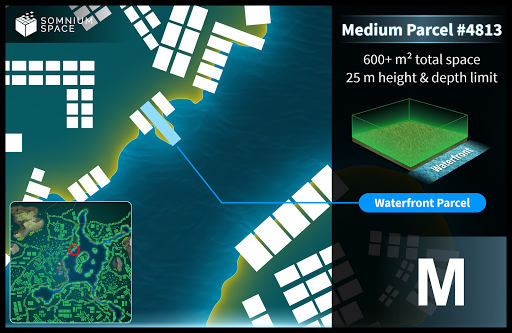 SOMNIUM
SPACE
Medium Parcel #4813
600+ m² total space
25 m height & depth limit
Waterfront
Waterfront Parcel
M